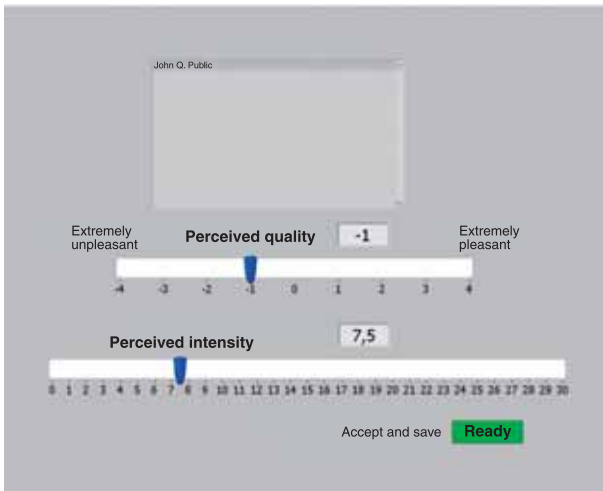 John Q. Public
Extremely unpleasant
Perceived quality
-1
Extremely pleasant
-4 -3 -2 -1 0 1 2 3 4
Perceived intensity
7,5
0 1 2 3 4 5 6 7 8 9 10 11 12 13 14 15 16 17 18 19 20 21 22 23 24 25 26 27 28 29 30
Accept and save
Ready